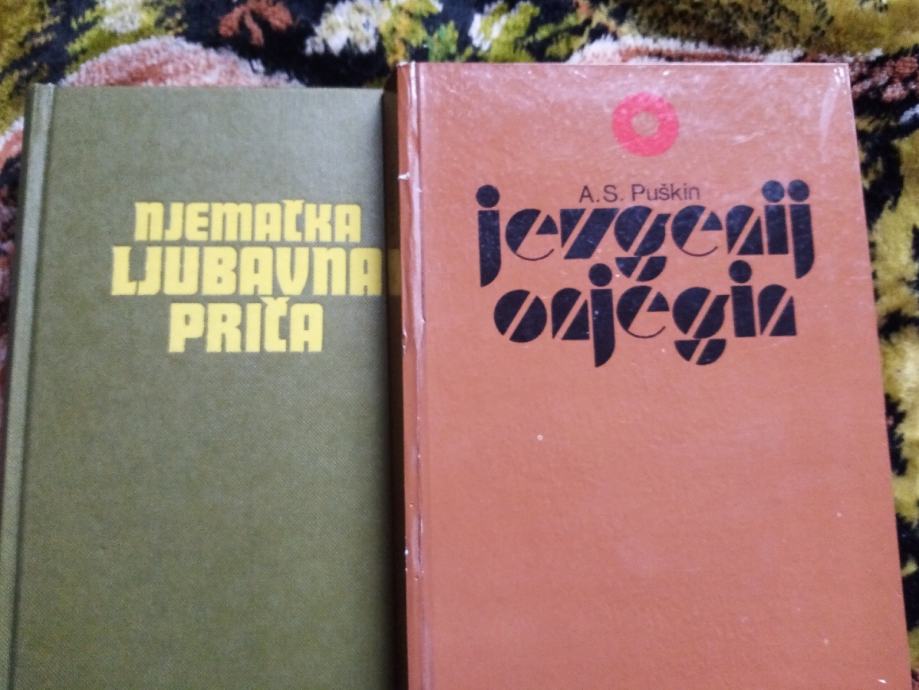 NJEMAČKA
LJUBAVNA
PRIČA
A.S. Puškin
jevgenij
onjegin